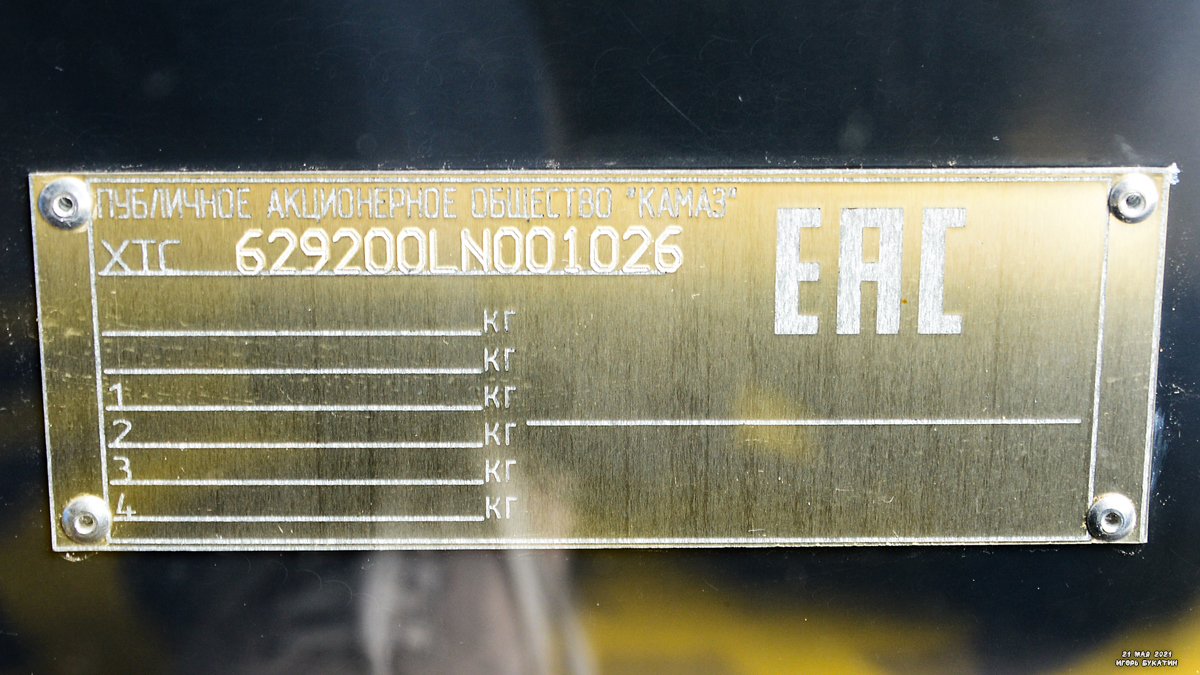 ПУБЛИЧНОЕ АКЦИОНЕРНОЕ ОБЩЕСТВО "КАМАЗ"
XTC 629200LN001026
EAC
кг
кг
1 кг
2 кг
3 кг
4 кг
21 МАЯ 2021
ИГОРЬ БУКАТИН